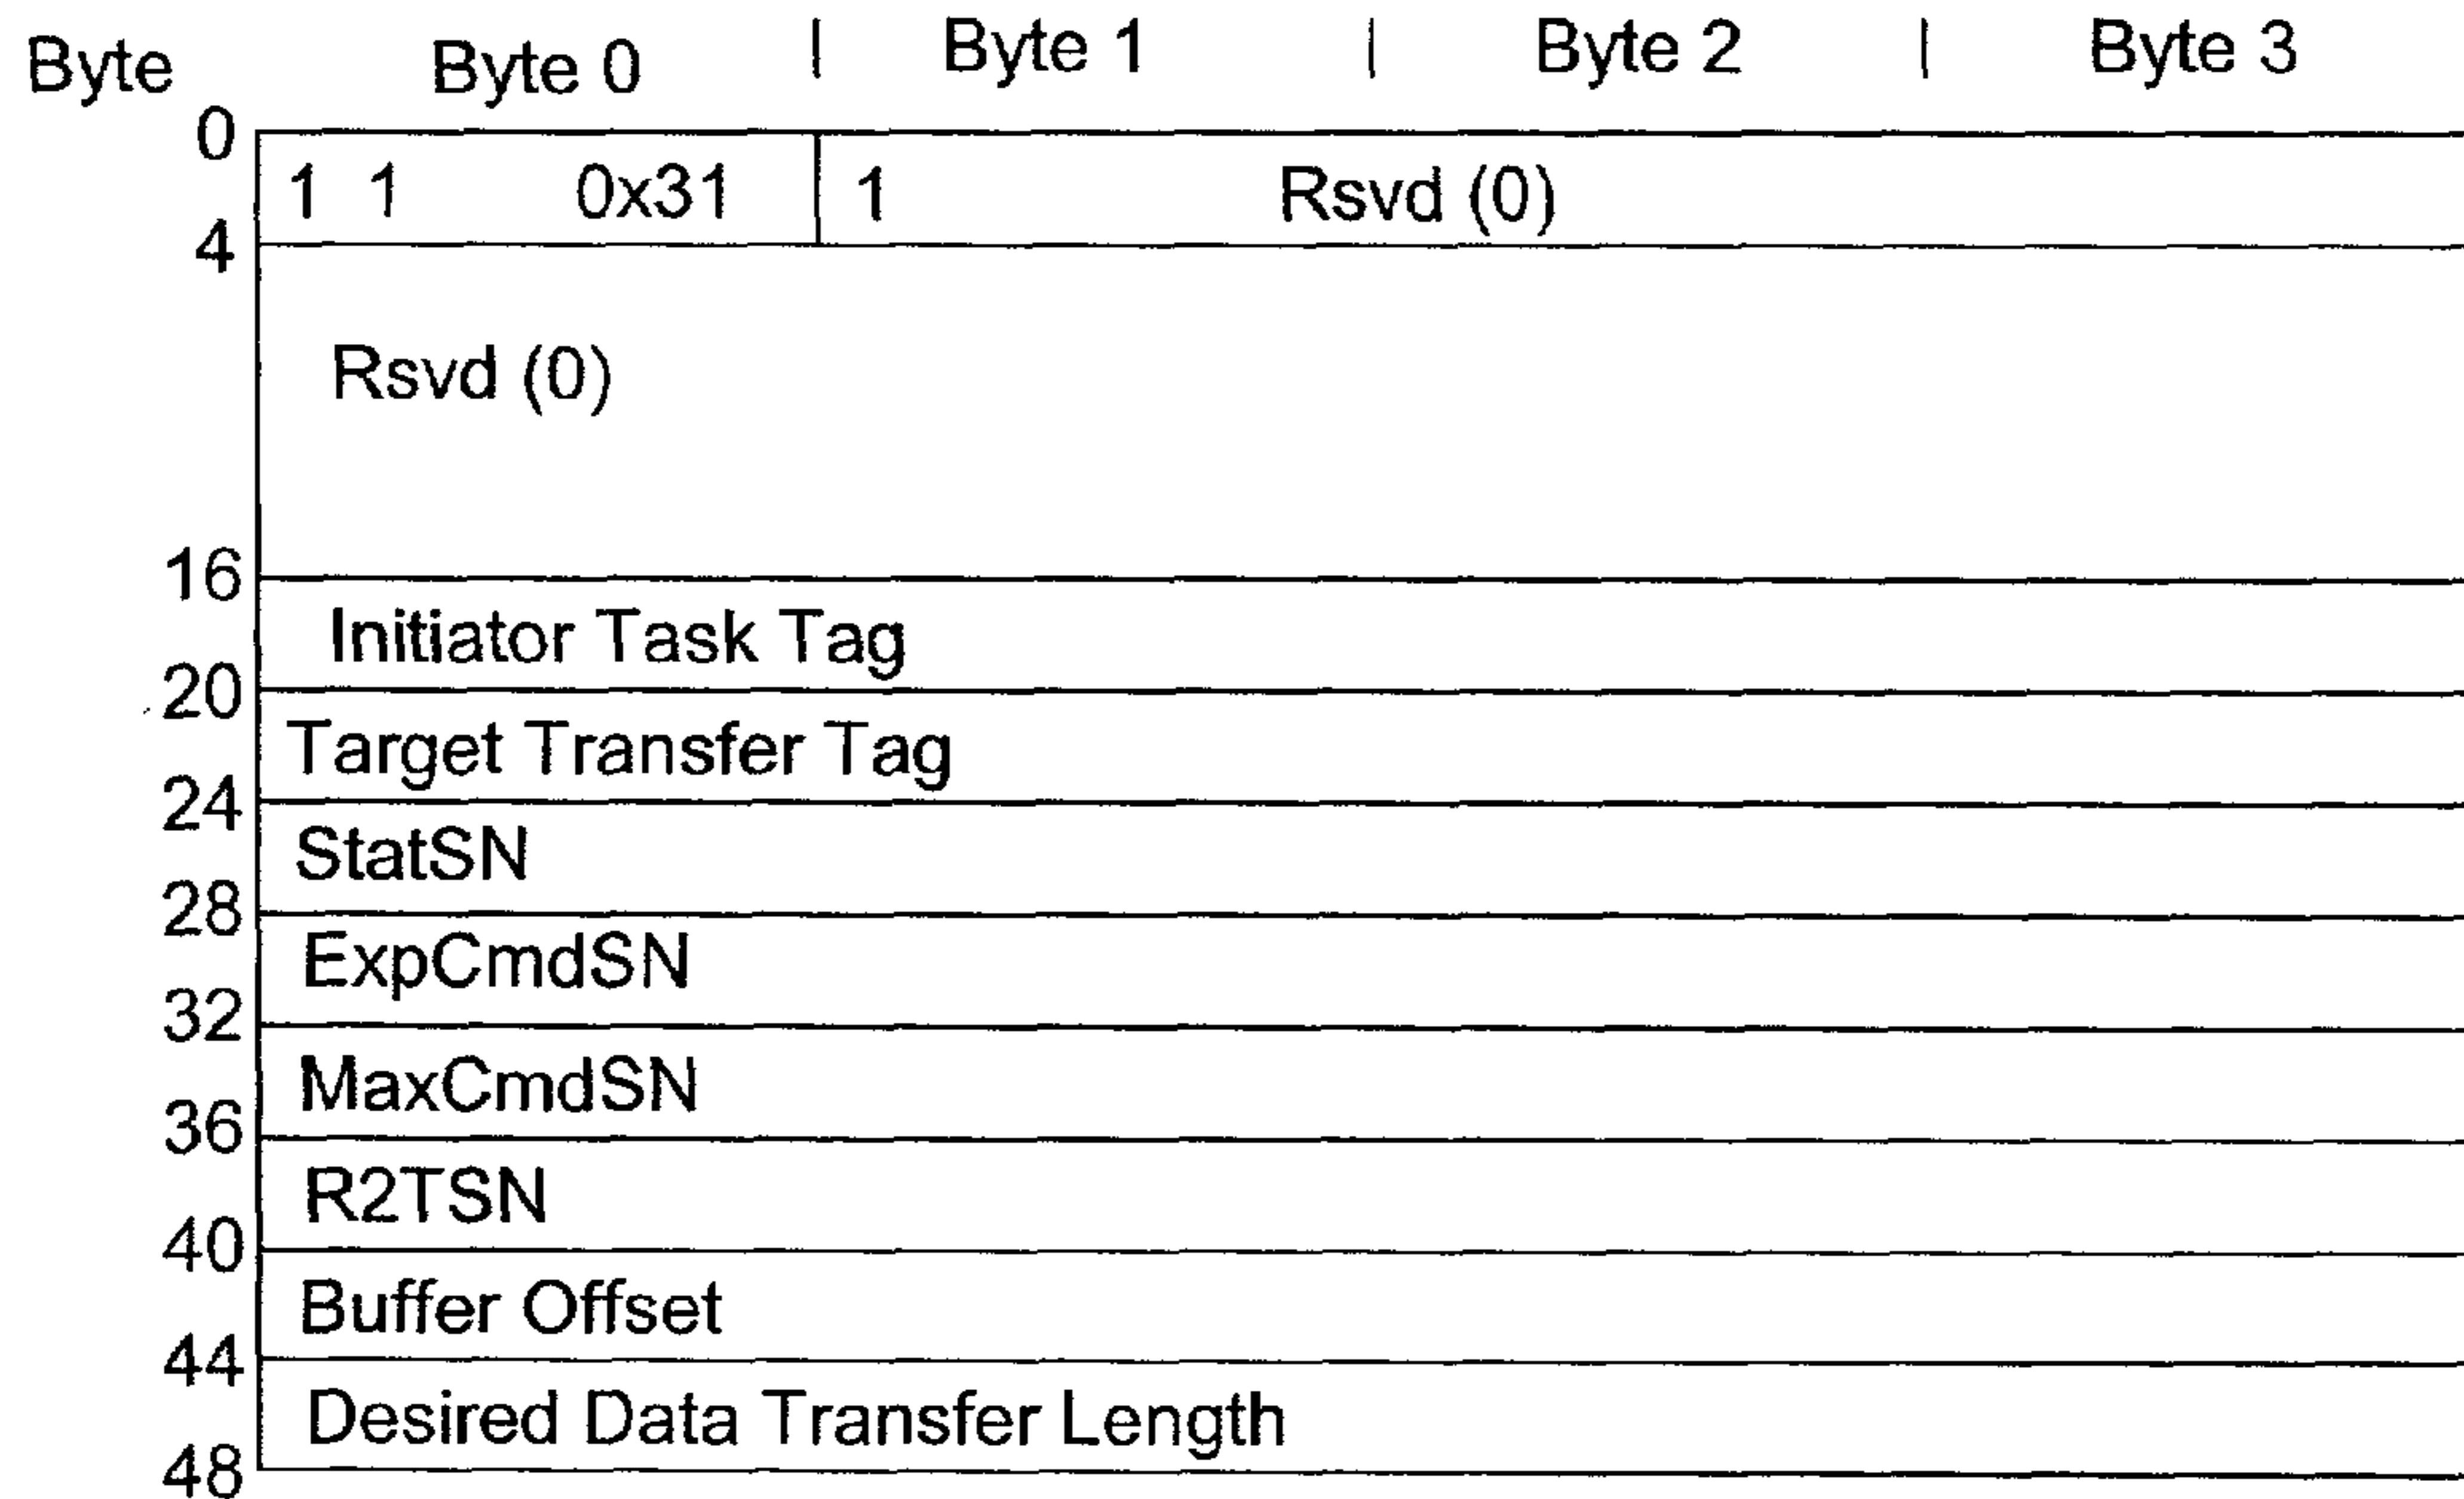 Byte Byte 0 | Byte 1 | Byte 2 | Byte 3
0
1 1 0x31 1 Rsvd (0)
4
Rsvd (0)
16
Initiator Task Tag
20
Target Transfer Tag
24
StatSN
28
ExpCmdSN
32
MaxCmdSN
36
R2TSN
40
Buffer Offset
44
Desired Data Transfer Length
48